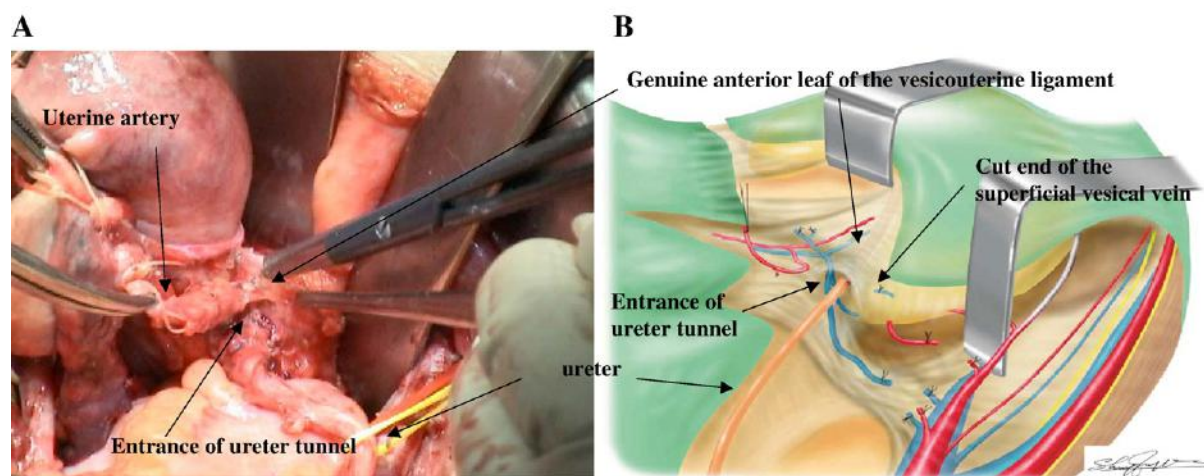 A
B
Genuine anterior leaf of the vesicouterine ligament
Uterine artery
Cut end of the
superficial vesical vein
Entrance of
ureter tunnel
ureter
Entrance of ureter tunnel